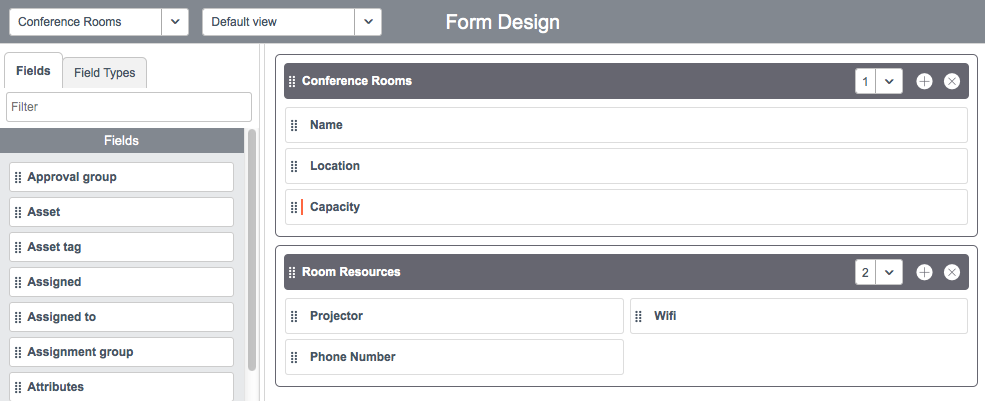 Conference Rooms
Default view
Form Design
Fields
Field Types
Filter
Fields
Approval group
Asset
Asset tag
Assigned
Assigned to
Assignment group
Attributes
Conference Rooms
1
Name
Location
Capacity
Room Resources
2
Projector
Wifi
Phone Number